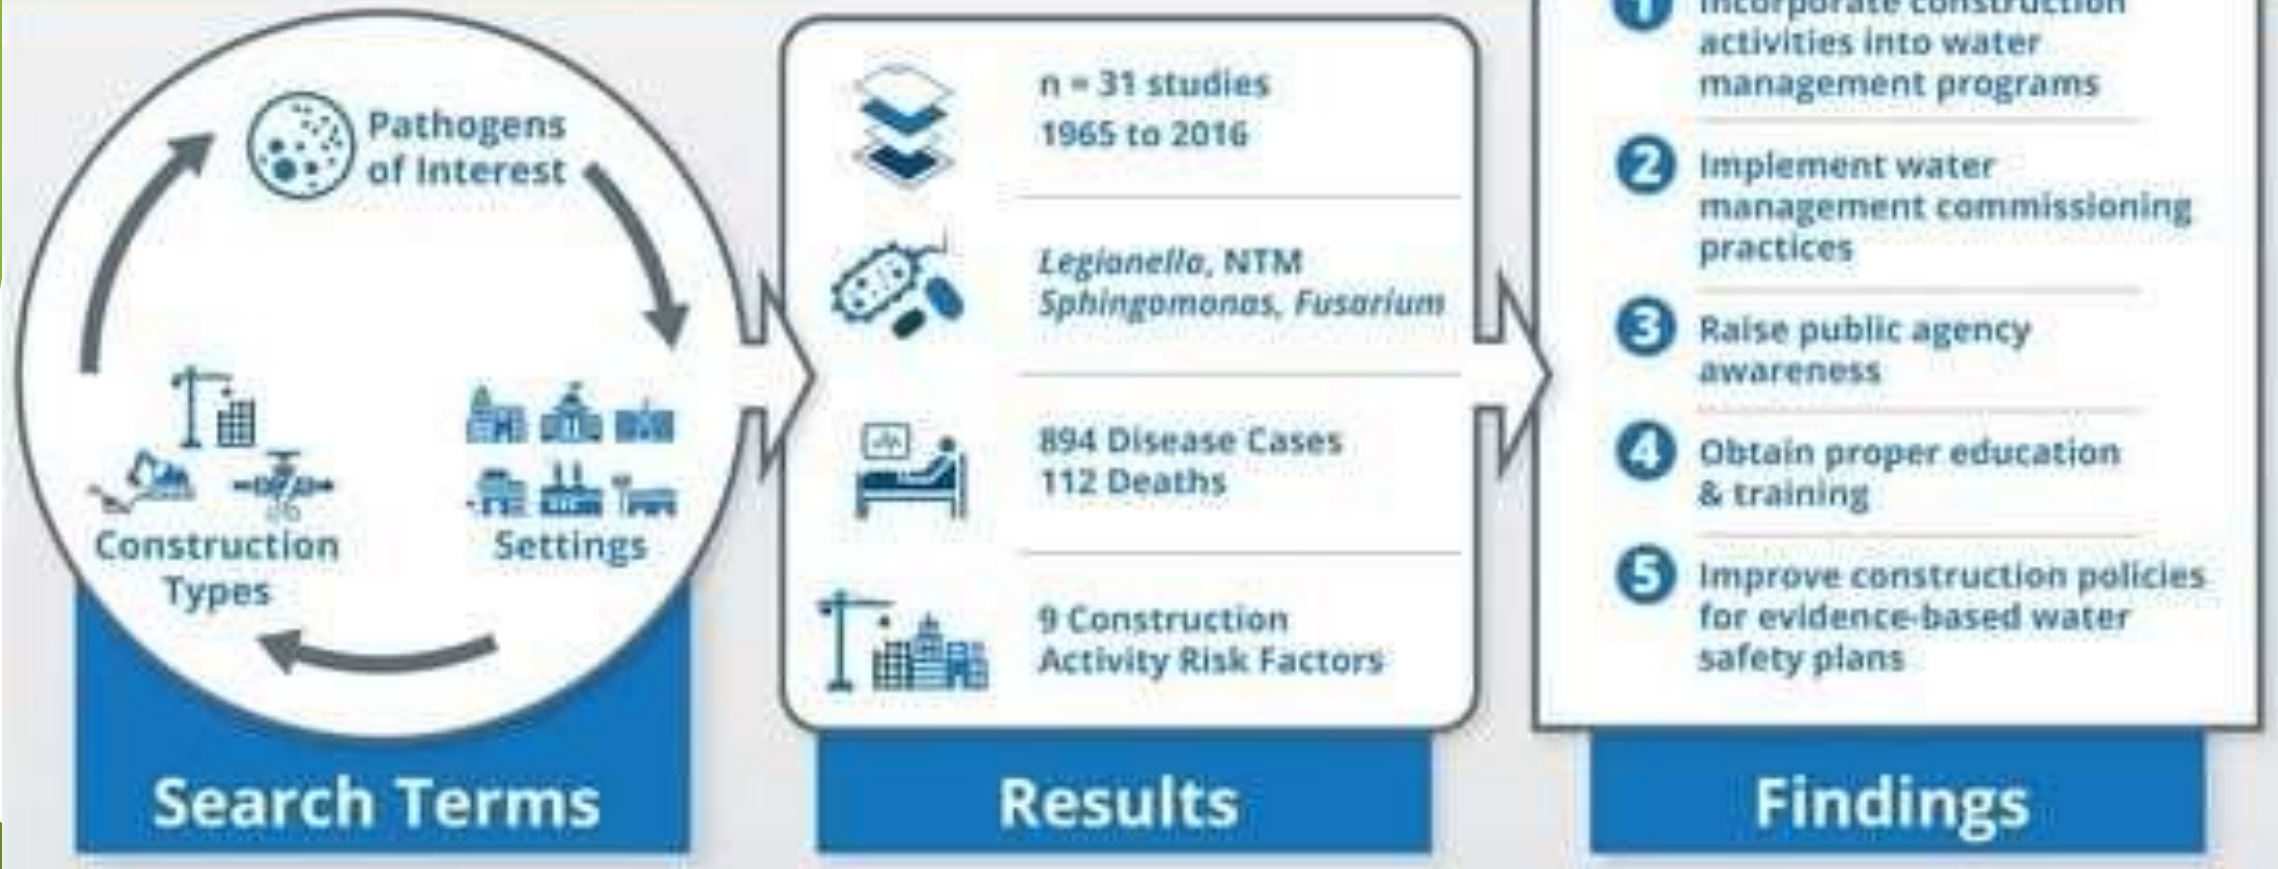 Pathogens
of Interest
Construction
Types
Settings
Search Terms
n = 31 studies
1965 to 2016
Legionella, NTM
Sphingomonas, Fusarium
894 Disease Cases
112 Deaths
9 Construction
Activity Risk Factors
Results
1 Incorporate construction
activities into water
management programs
2 Implement water
management commissioning
practices
3 Raise public agency
awareness
4 Obtain proper education
& training
5 Improve construction policies
for evidence-based water
safety plans
Findings